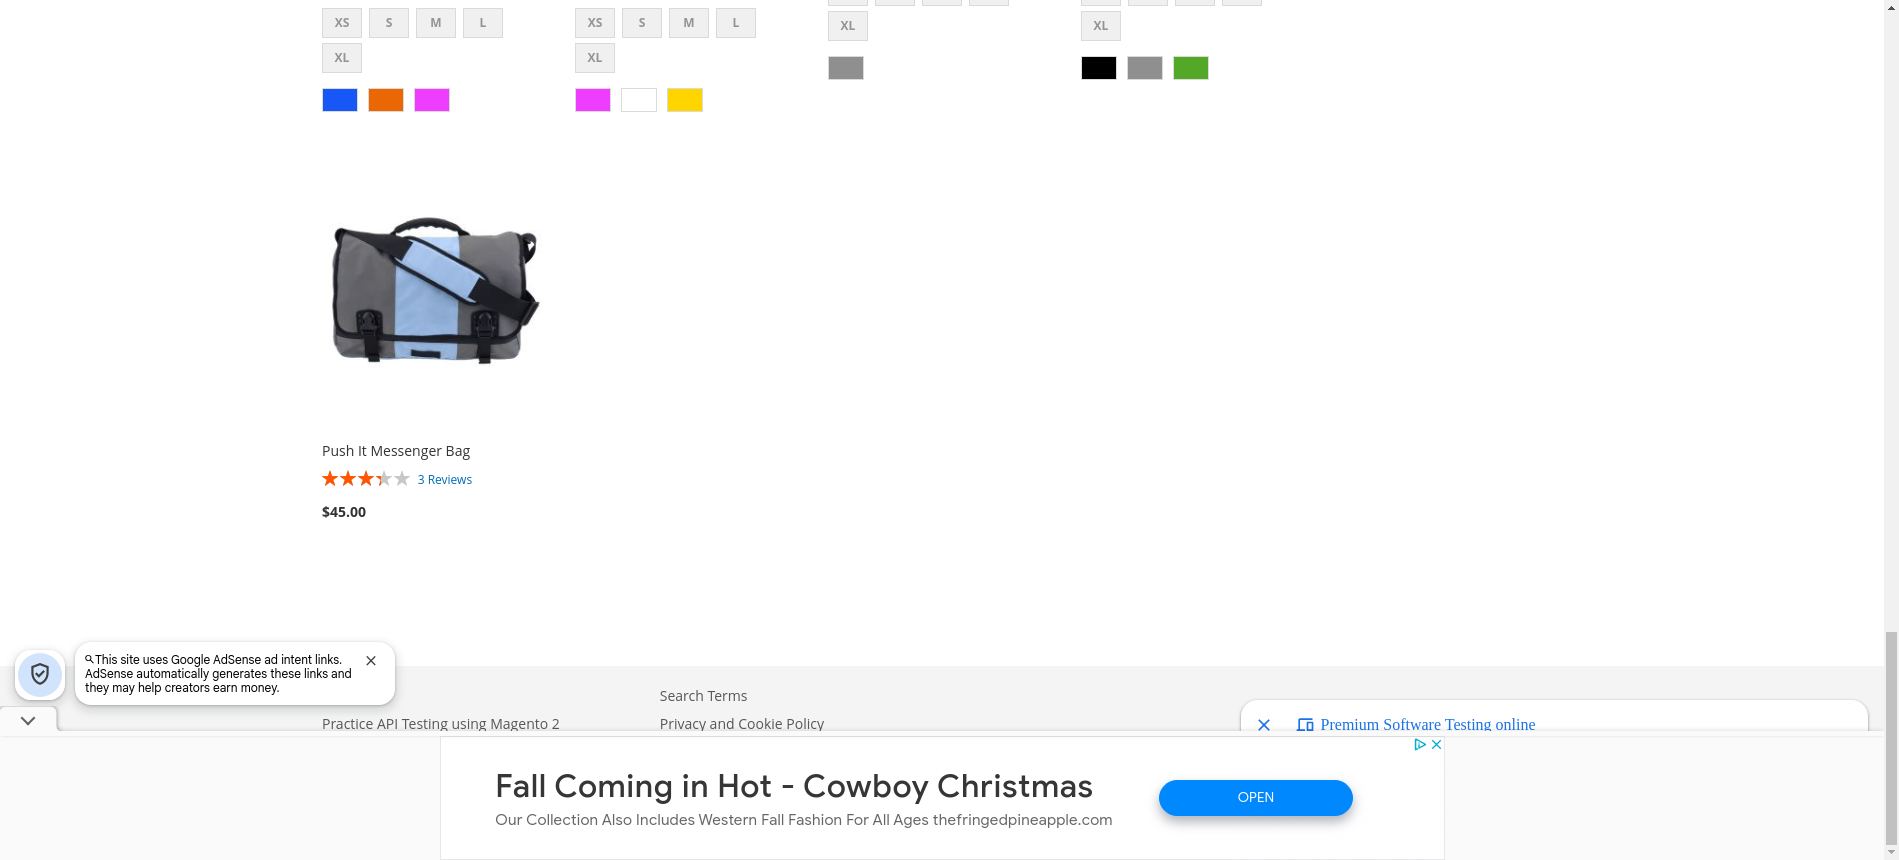 XS S M L XS S M L
XL XL
XL XL
Push It Messenger Bag
3 Reviews
$45.00
This site uses Google AdSense ad intent links.
AdSense automatically generates these links and
they may help creators earn money.
Search Terms
Practice API Testing using Magento 2
Privacy and Cookie Policy
Premium Software Testing online
Fall Coming in Hot - Cowboy Christmas
Our Collection Also Includes Western Fall Fashion For All Ages thefringedpineapple.com
OPEN